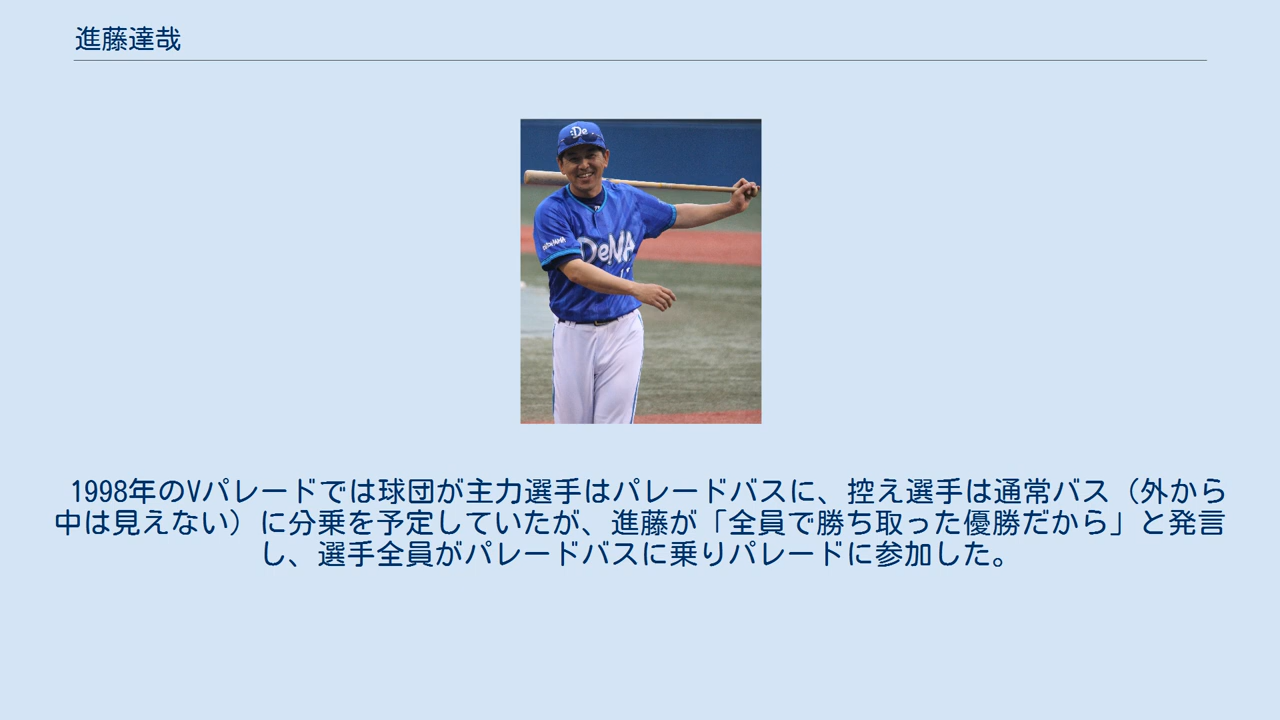 進藤達哉
:De
DeNA
1998年のVパレードでは球団が主力選手はパレードバスに、控え選手は通常バス（外から
中は見えない）に分乗を予定していたが、進藤が「全員で勝ち取った優勝だから」と発言
し、選手全員がパレードバスに乗りパレードに参加した。